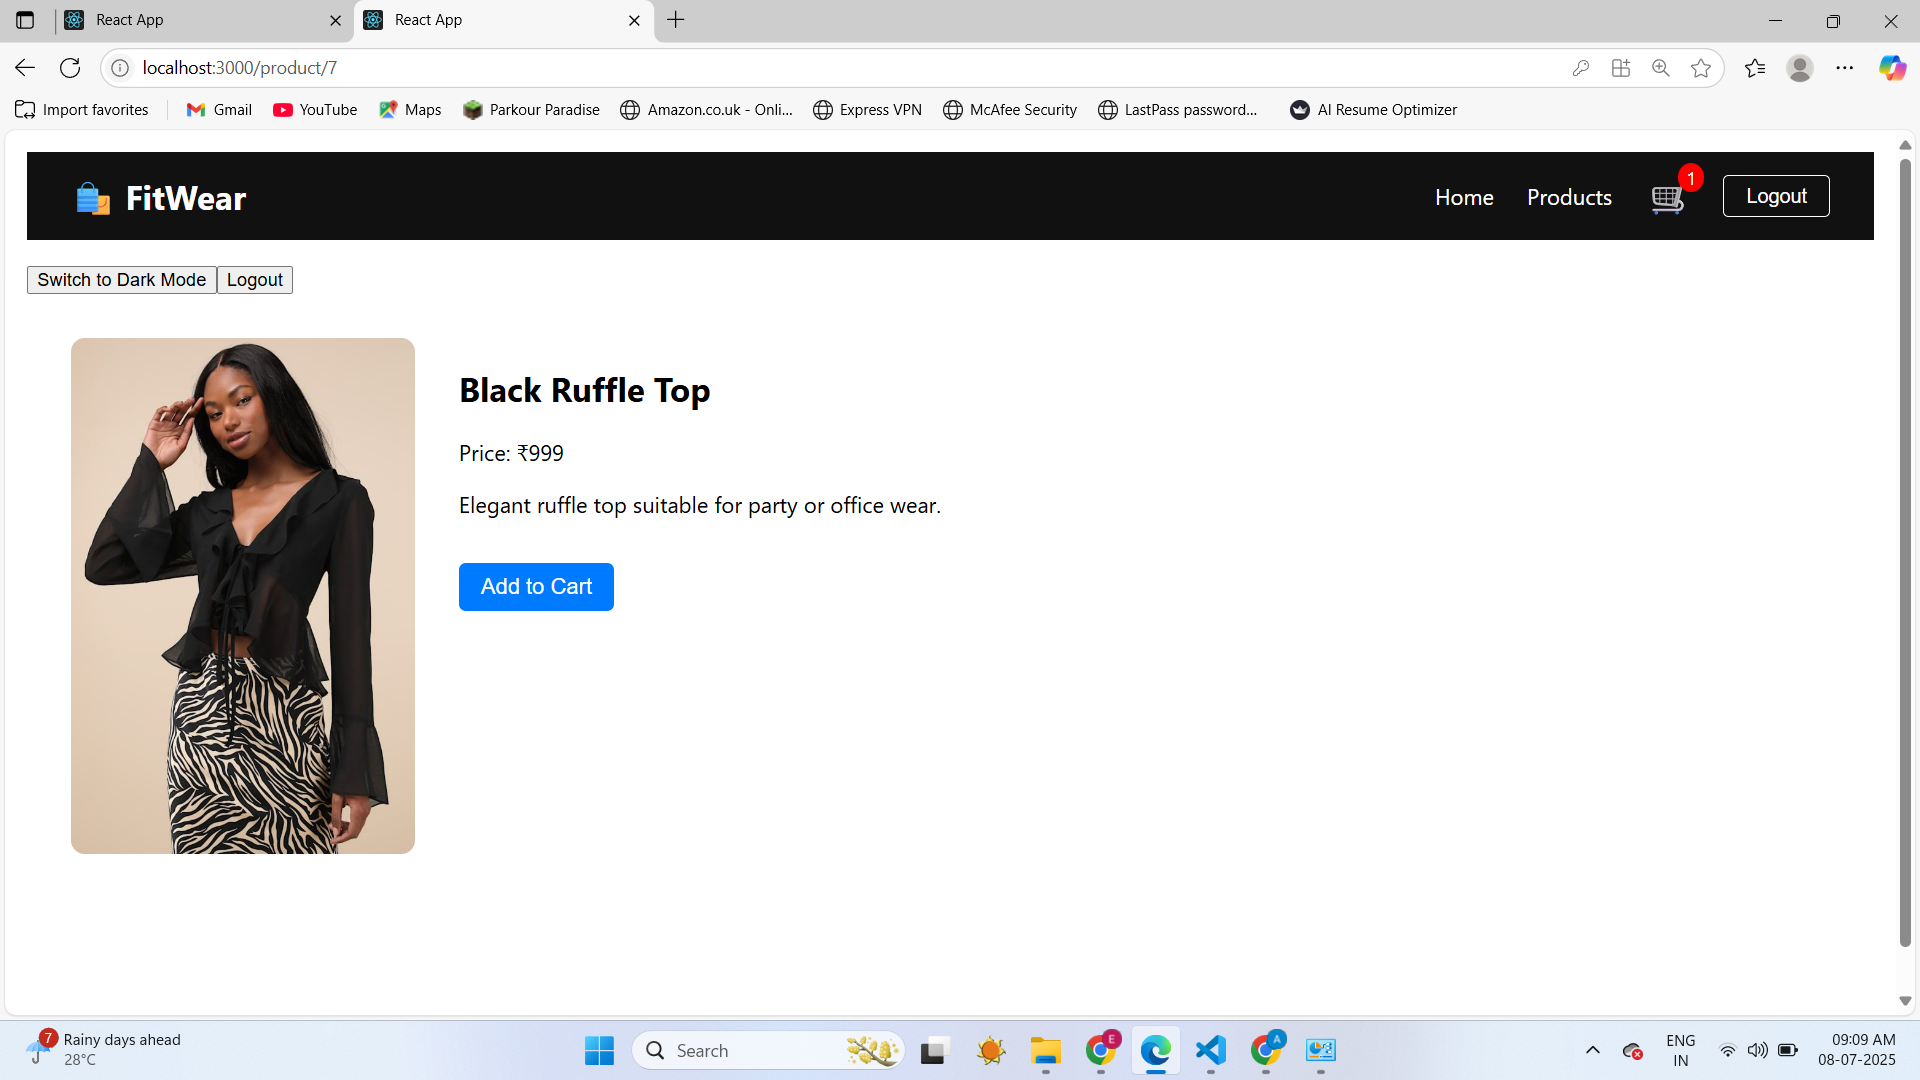 React App
React App
localhost:3000/product/7
Import favorites
Gmail
YouTube
Maps
Parkour Paradise
Amazon.co.uk - Onli...
Express VPN
McAfee Security
LastPass password...
AI Resume Optimizer
FitWear
Home
Products
1
Logout
Switch to Dark Mode
Logout
Black Ruffle Top
Price: ₹999
Elegant ruffle top suitable for party or office wear.
Add to Cart
7
Rainy days ahead
28°C
Search
E
A
ENG
IN
09:09 AM
08-07-2025